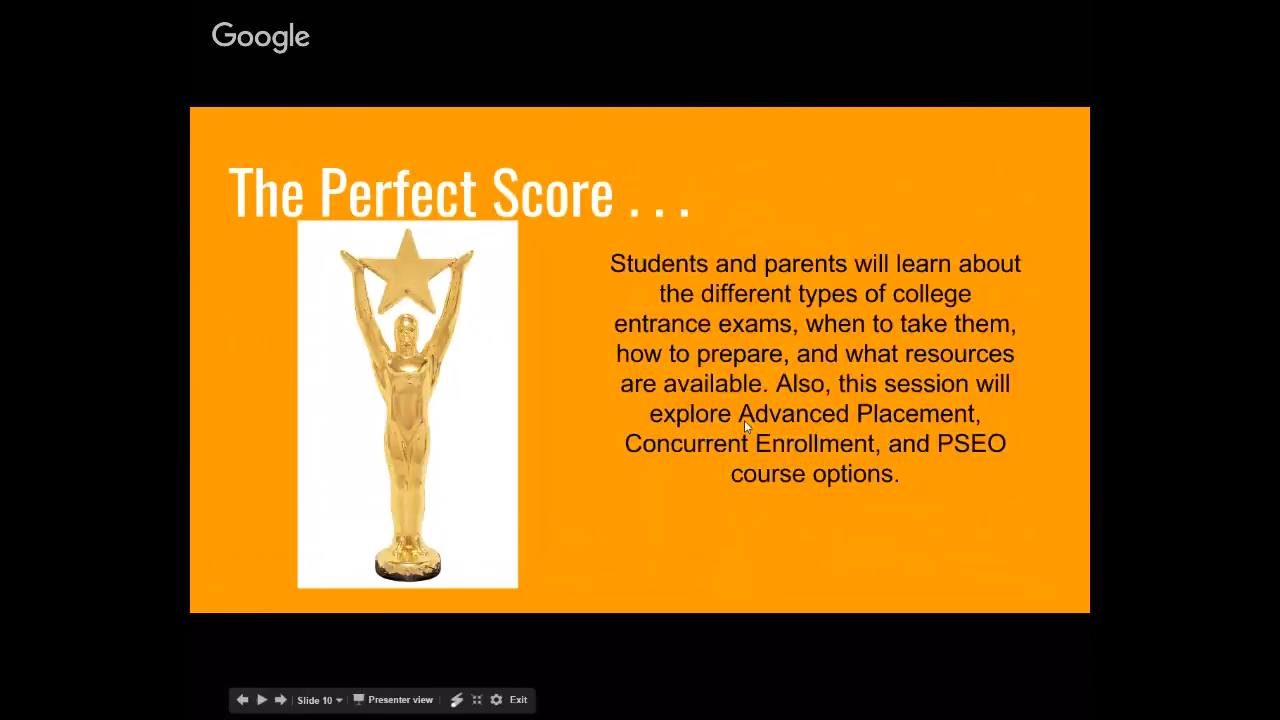 Google
The Perfect Score . . .
Students and parents will learn about
the different types of college
entrance exams, when to take them,
how to prepare, and what resources
are available. Also, this session will
explore Advanced Placement,
Concurrent Enrollment, and PSEO
course options.
Slide 10
Presenter view
Exit